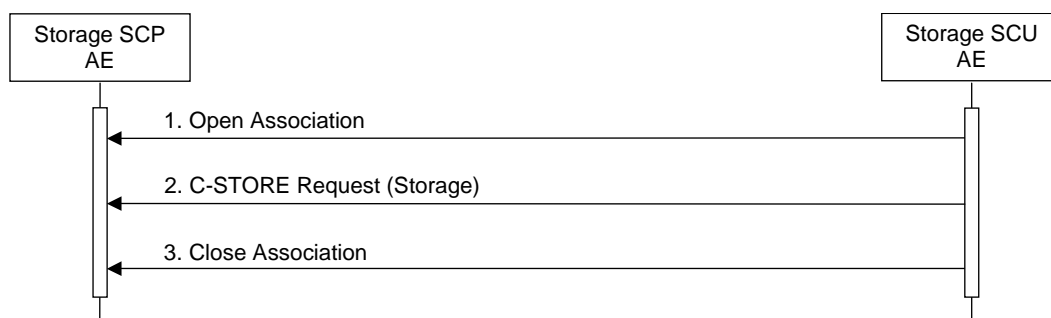 Storage SCP
AE
Storage SCU
AE
1. Open Association
2. C-STORE Request (Storage)
3. Close Association